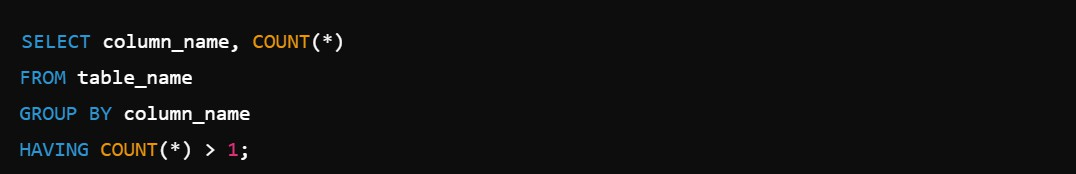 SELECT column_name, COUNT(*)
FROM table_name
GROUP BY column_name
HAVING COUNT(*) > 1;